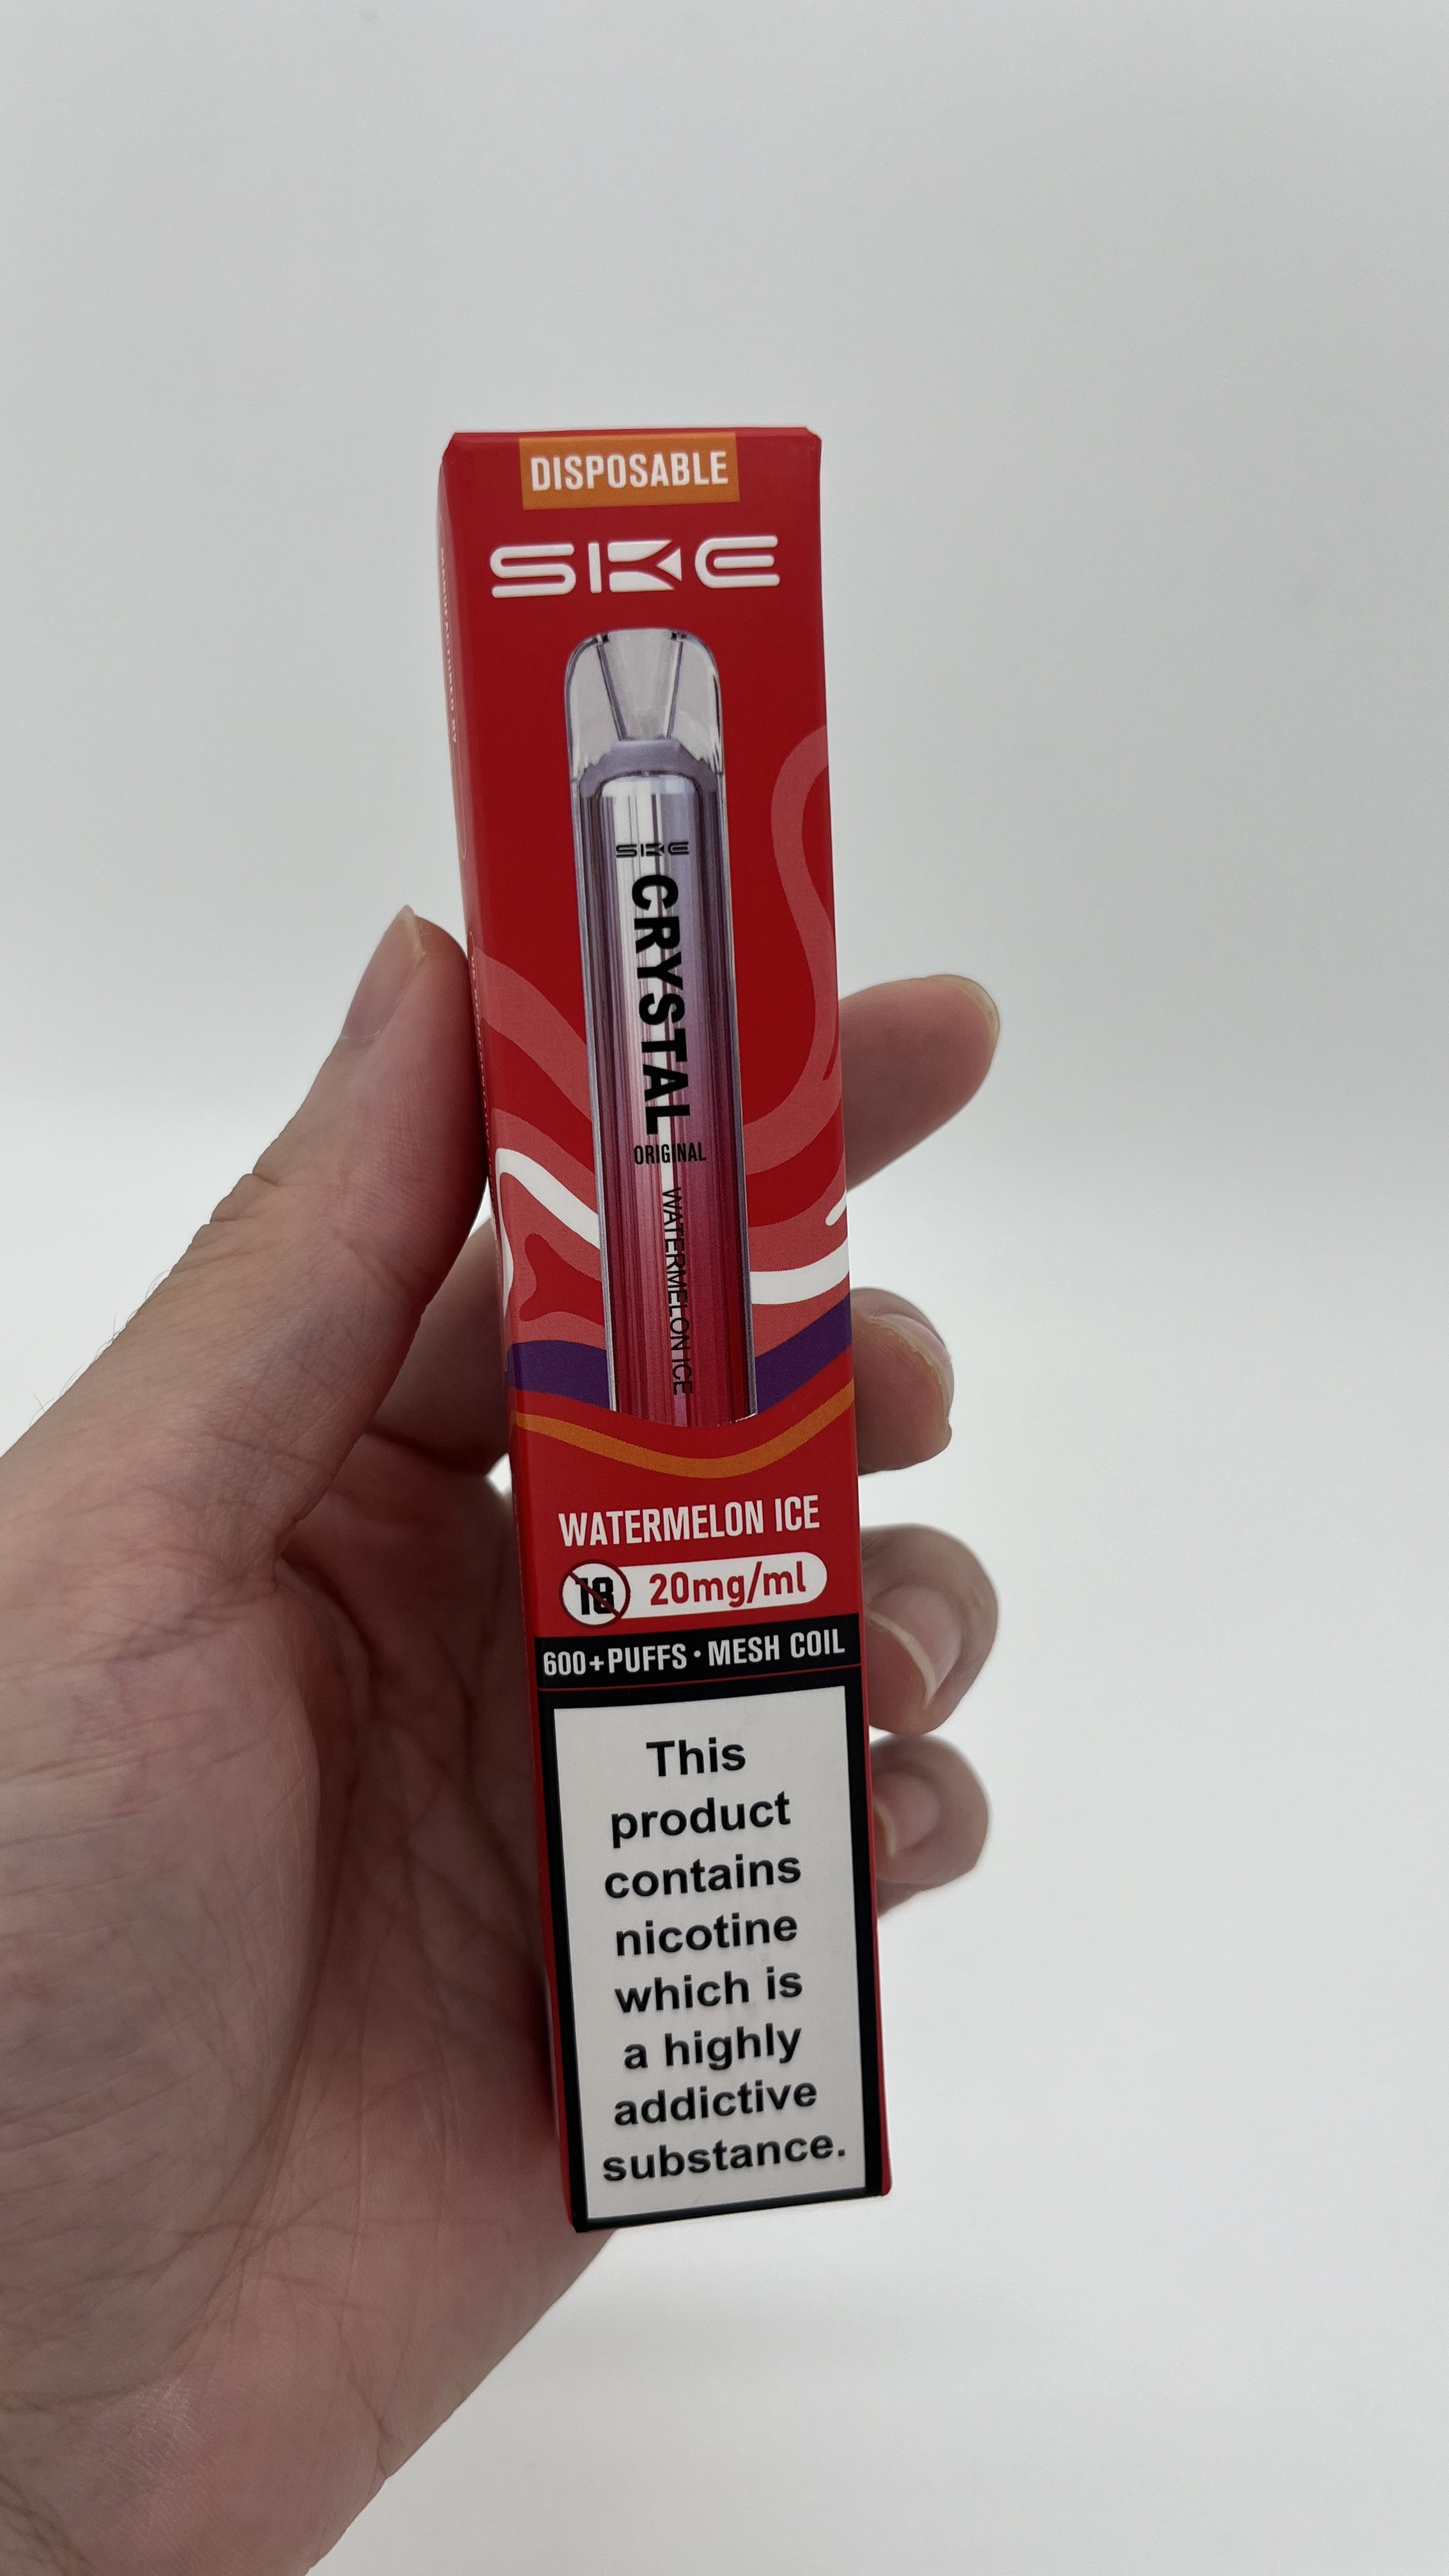 DISPOSABLE
SKE
SKE
CRYSTAL
ORIGINAL
WATERMELON ICE
WATERMELON ICE
18 20mg/ml
600+PUFFS·MESH COIL
This
product
contains
nicotine
which is
a highly
addictive
substance.